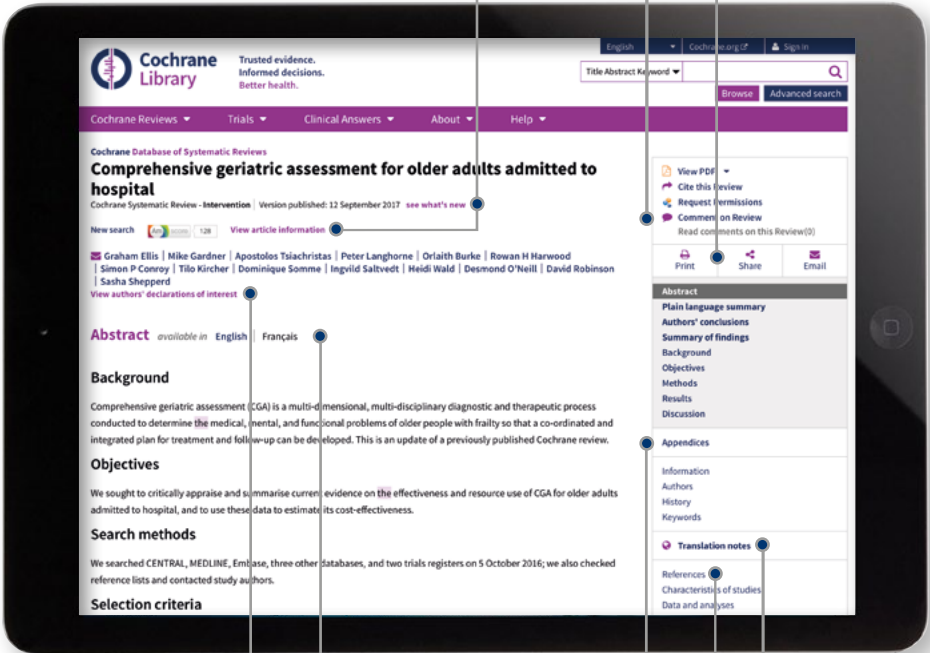 English
Cochrane.org
Sign In
Cochrane
Library
Trusted evidence.
Informed decisions.
Better health.
Title Abstract Keyword
Browse
Advanced search
Cochrane Reviews Trials Clinical Answers About Help
Cochrane Database of Systematic Reviews
Comprehensive geriatric assessment for older adults admitted to
hospital
Cochrane Systematic Review - Intervention Version published: 12 September 2017 see what's new
New search Am score 128 View article information
Graham Ellis | Mike Gardner | Apostolos Tsiachristas | Peter Langhorne | Orlaith Burke | Rowan H Harwood
| Simon P Conroy | Tilo Kircher | Dominique Somme | Ingvild Saltvedt | Heidi Wald | Desmond O'Neill | David Robinson
| Sasha Shepperd
View authors' declarations of interest
Abstract available in English | Français
Background
Comprehensive geriatric assessment (CGA) is a multi-dimensional, multi-disciplinary diagnostic and therapeutic process
conducted to determine the medical, mental, and functional problems of older people with frailty so that a co-ordinated and
integrated plan for treatment and follow-up can be developed. This is an update of a previously published Cochrane review.
Objectives
We sought to critically appraise and summarise current evidence on the effectiveness and resource use of CGA for older adults
admitted to hospital, and to use these data to estimate its cost-effectiveness.
Search methods
We searched CENTRAL, MEDLINE, Embase, three other databases, and two trials registers on 5 October 2016; we also checked
reference lists and contacted study authors.
Selection criteria
View PDF
Cite this Review
Request Permissions
Comment on Review
Read comments on this Review(0)
Print
Share
Email
Abstract
Plain language summary
Authors' conclusions
Summary of findings
Background
Objectives
Methods
Results
Discussion
Appendices
Information
Authors
History
Keywords
Translation notes
References
Characteristics of studies
Data and analyses